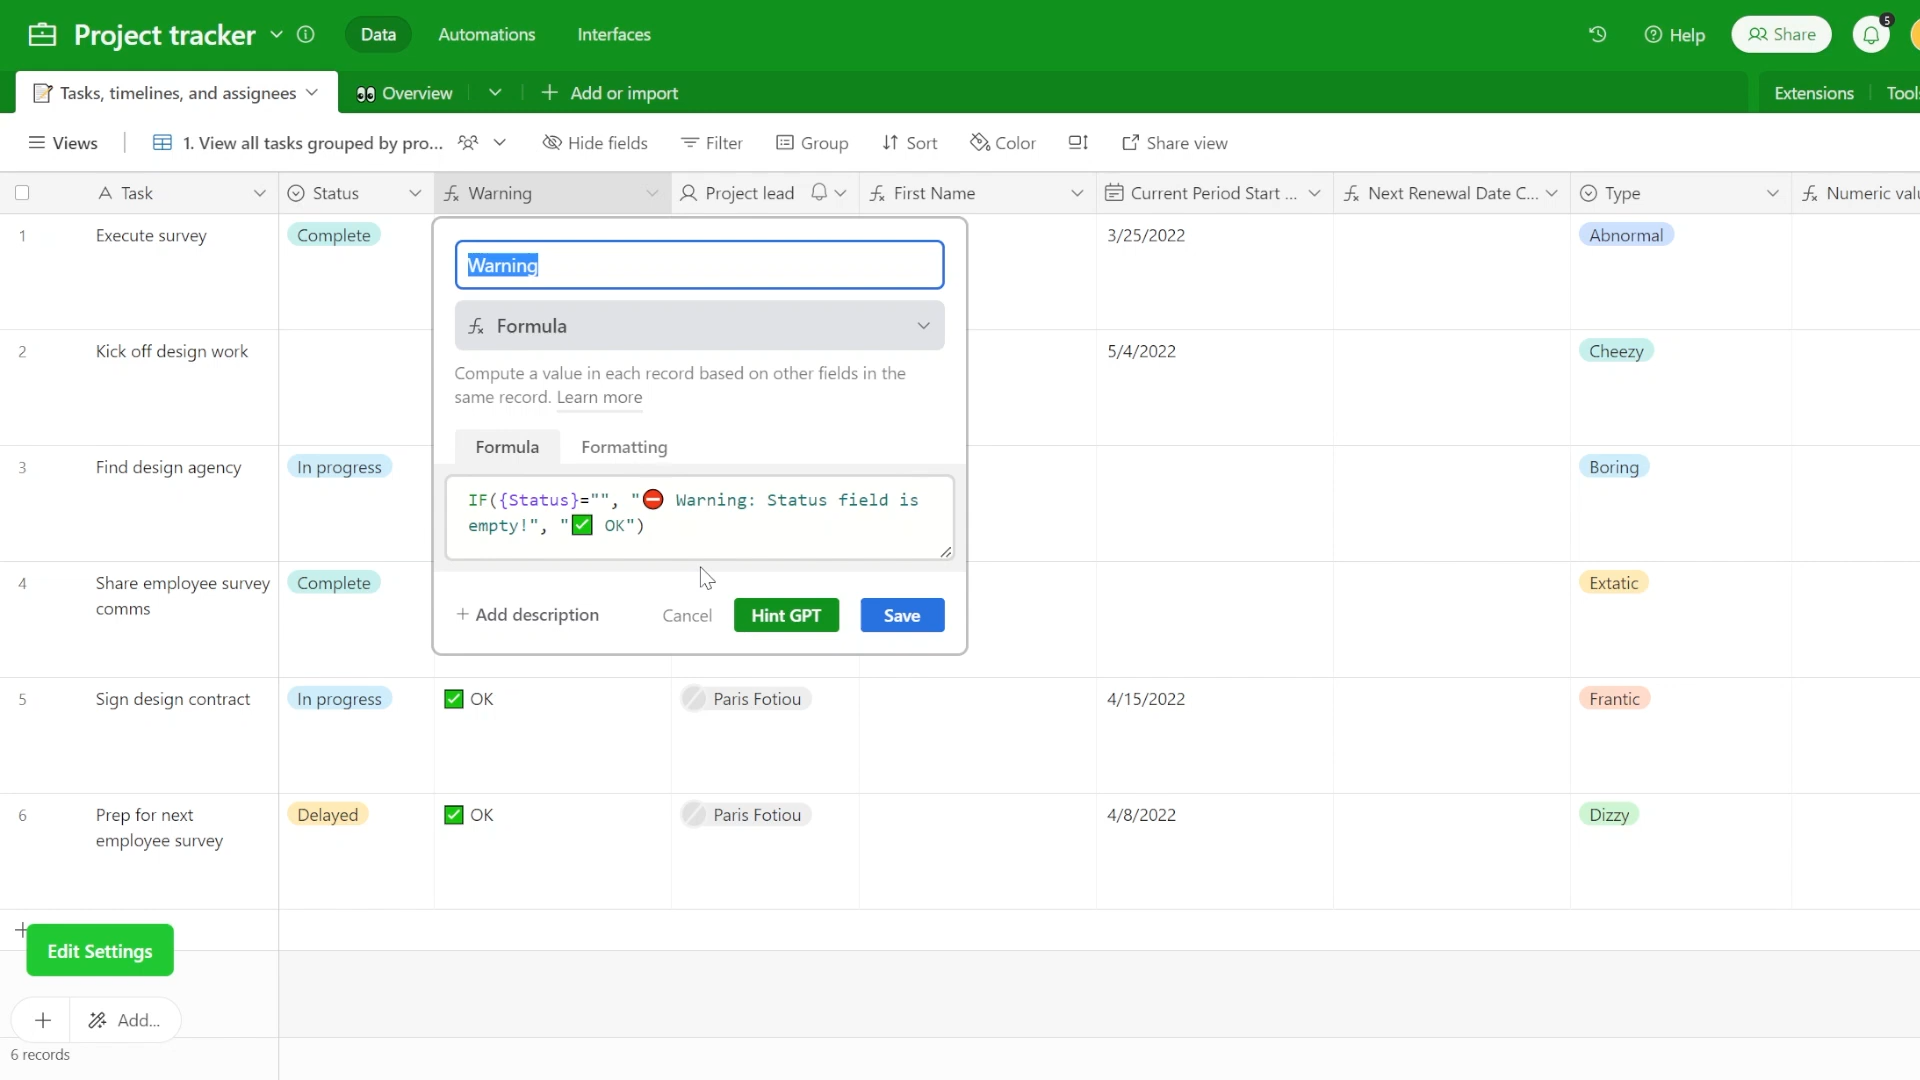 Project tracker
Data
Automations
Interfaces
Help
Share
5
Tasks, timelines, and assignees
Overview
Add or import
Extensions
Tools
Views
1. View all tasks grouped by pro...
Hide fields
Filter
Group
Sort
Color
Share view
Task
Status
Warning
Project lead
First Name
Current Period Start ...
Next Renewal Date C...
Type
Numeric valu
1
Execute survey
Complete
3/25/2022
Abnormal
2
Kick off design work
5/4/2022
Cheezy
3
Find design agency
In progress
Boring
4
Share employee survey
comms
Complete
Extatic
Warning
Formula
Compute a value in each record based on other fields in the
same record. Learn more
Formula
Formatting
IF({Status}="", "⛔ Warning: Status field is
empty!", "✅ OK")
+ Add description
Cancel
Hint GPT
Save
5
Sign design contract
In progress
✅ OK
Paris Fotiou
4/15/2022
Frantic
6
Prep for next
employee survey
Delayed
✅ OK
Paris Fotiou
4/8/2022
Dizzy
Edit Settings
Add...
6 records